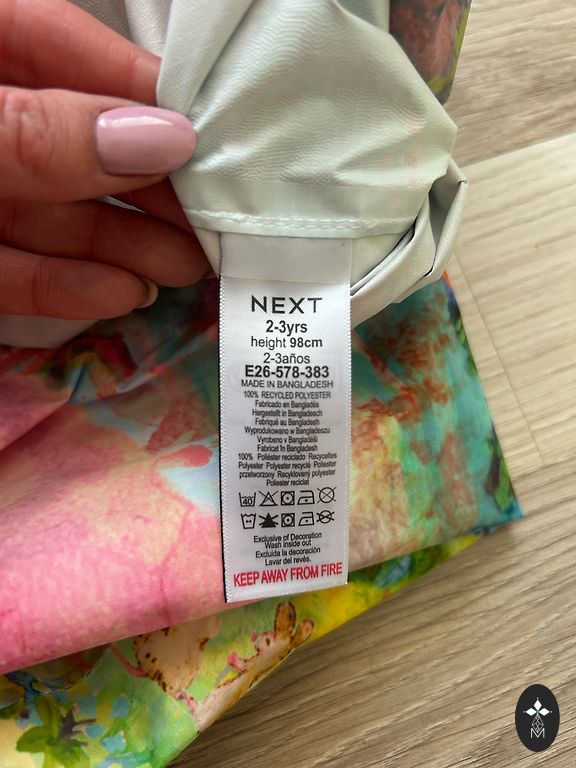 NEXT
2-3yrs
height 98cm
2-3años
E26-578-383
MADE IN BANGLADESH
100% RECYCLED POLYESTER
Fabricado en Bangladés
Hergestellt in Bangladesch
Fabriqué au Bangladesh
Wyprodukowano w Bangladeszu
Vyrobeno v Bangladéši
Fabricat în Bangladesh
100% Poliéster reciclado Recyceltes
Polyester Polyester recyclé Poliester
przetworzony Recyklovaný polyester
Poliester reciclat
40
Exclusive of Decoration
Wash inside out
Excluida la decoración
Lavar del revés.
KEEP AWAY FROM FIRE
M